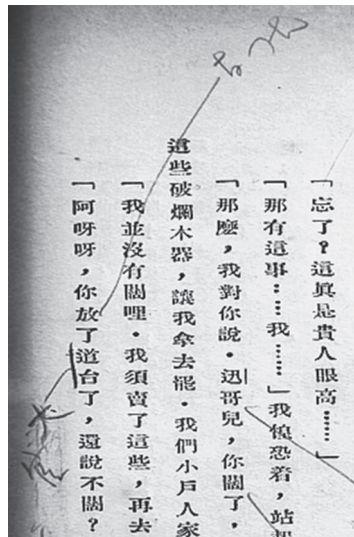 「忘了?這真是貴人眼高……」
「那有這事……我……」我惶恐着,站起
「那麼,我對你說。迅哥兒,你闊了,
這些破爛木器,讓我拿去罷。我們小戶人家
「我並沒有闊哩。我須賣了這些,再去
「阿呀呀,你放了道台了,還說不闊?